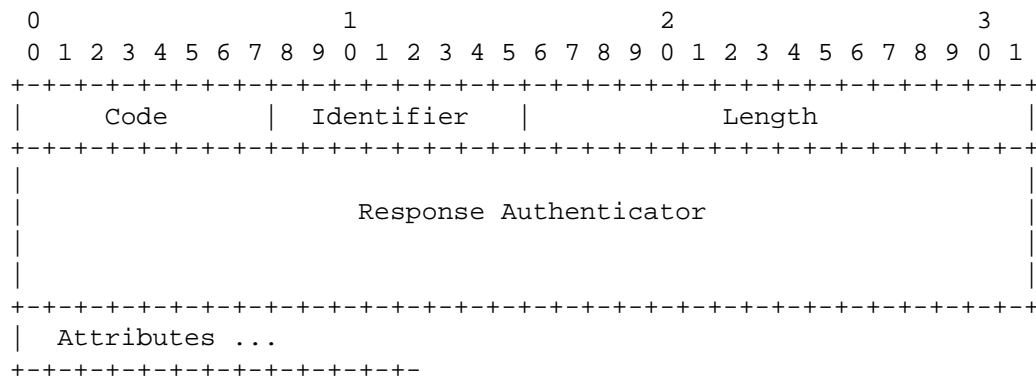 0                   1                   2                   3
 0 1 2 3 4 5 6 7 8 9 0 1 2 3 4 5 6 7 8 9 0 1 2 3 4 5 6 7 8 9 0 1
+-+-+-+-+-+-+-+-+-+-+-+-+-+-+-+-+-+-+-+-+-+-+-+-+-+-+-+-+-+-+-+-+
|     Code      |  Identifier   |            Length             |
+-+-+-+-+-+-+-+-+-+-+-+-+-+-+-+-+-+-+-+-+-+-+-+-+-+-+-+-+-+-+-+-+
|                                                               |
|                     Response Authenticator                    |
|                                                               |
|                                                               |
+-+-+-+-+-+-+-+-+-+-+-+-+-+-+-+-+-+-+-+-+-+-+-+-+-+-+-+-+-+-+-+-+
|  Attributes ...
+-+-+-+-+-+-+-+-+-+-+-+-+-